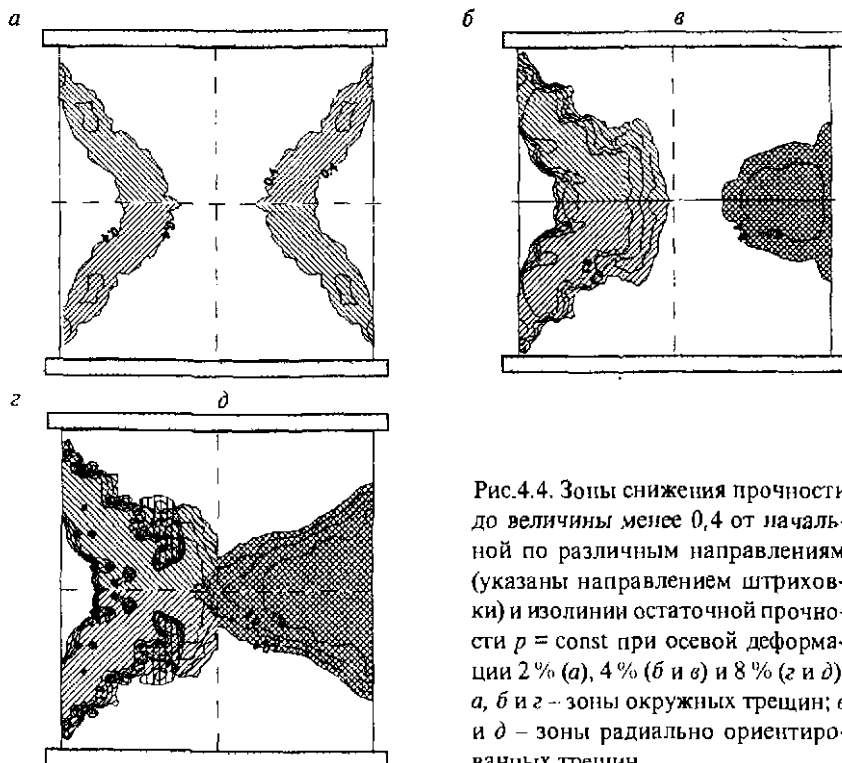 а
б
в
0,4
0,4
г
д
Рис.4.4. Зоны снижения прочности
до величины менее 0,4 от началь-
ной по различным направлениям
(указаны направлением штрихов-
ки) и изолинии остаточной прочно-
сти p = const при осевой деформа-
ции 2 % (а), 4 % (б и в) и 8 % (г и д)
а, б и г – зоны окружных трещин; в
и д – зоны радиально ориентиро-
ванных трещин